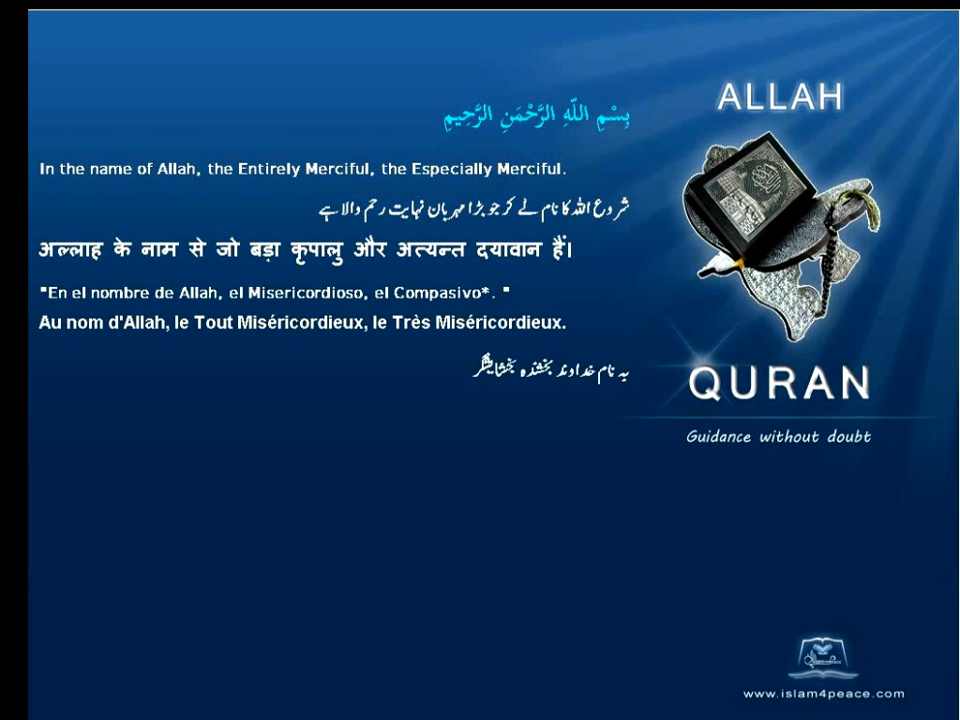 بِسْمِ اللّهِ الرَّحْمَنِ الرَّحِيمِ
In the name of Allah, the Entirely Merciful, the Especially Merciful.
شروع الله کا نام لے کر جو بڑا مہربان نہایت رحم والا ہے
अल्लाह के नाम से जो बड़ा कृपालु और अत्यन्त दयावान हैं।
"En el nombre de Allah, el Misericordioso, el Compasivo*. "
Au nom d'Allah, le Tout Miséricordieux, le Très Miséricordieux.
به نام خداوند بخشنده بخشایشگر
ALLAH
QURAN
Guidance without doubt
www.islam4peace.com